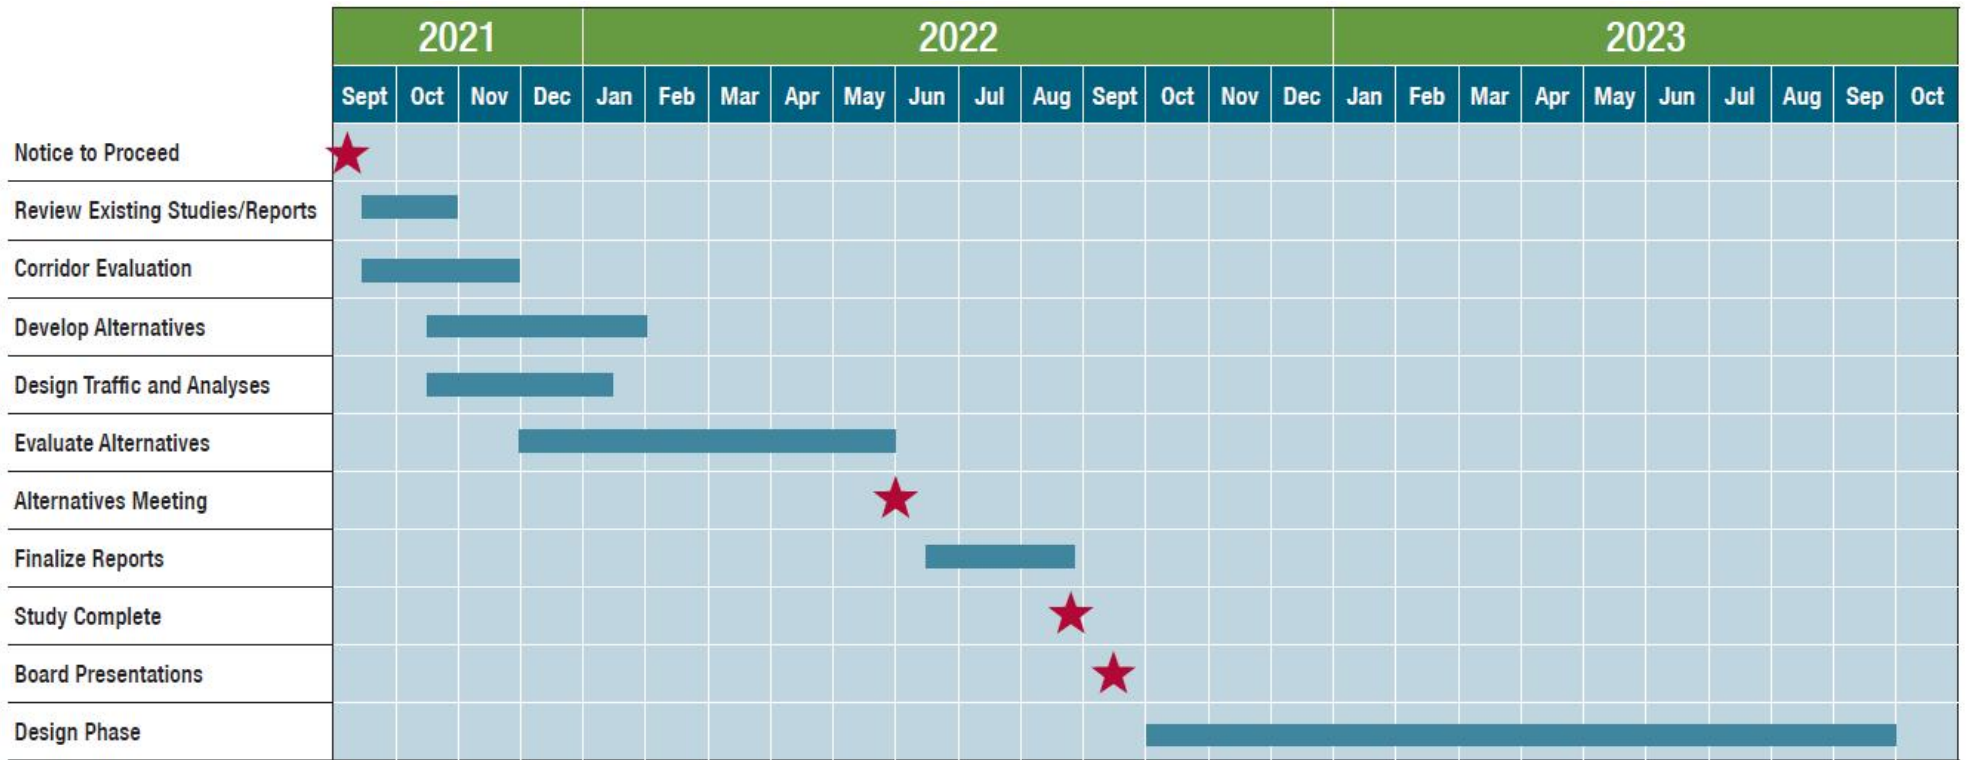 2021 2022 2023
Sept Oct Nov Dec Jan Feb Mar Apr May Jun Jul Aug Sept Oct Nov Dec Jan Feb Mar Apr May Jun Jul Aug Sep Oct
Notice to Proceed
Review Existing Studies/Reports
Corridor Evaluation
Develop Alternatives
Design Traffic and Analyses
Evaluate Alternatives
Alternatives Meeting
Finalize Reports
Study Complete
Board Presentations
Design Phase